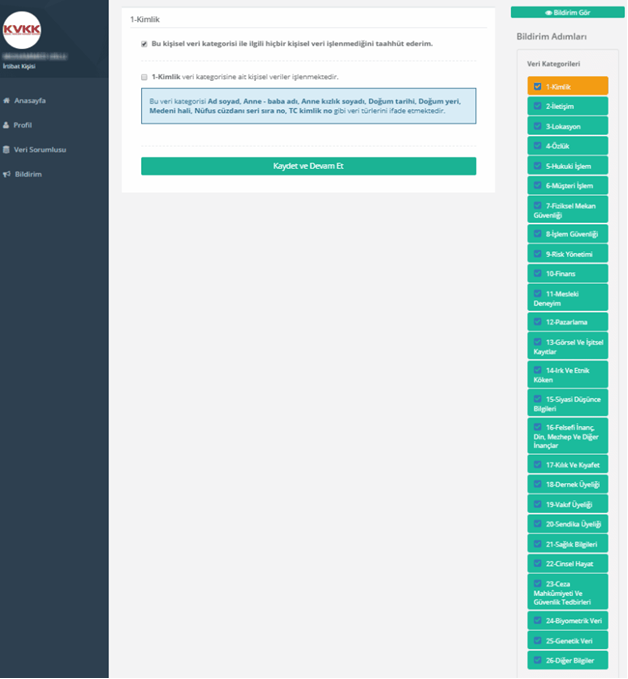 KVKK
İrtibat Kişisi
Anasayfa
Profil
Veri Sorumlusu
Bildirim
1-Kimlik
Bu kişisel veri kategorisi ile ilgili hiçbir kişisel veri işlenmediğini taahhüt ederim.
1-Kimlik veri kategorisine ait kişisel veriler işlenmektedir.
Bu veri kategorisi Ad soyad, Anne - baba adı, Anne kızlık soyadı, Doğum tarihi, Doğum yeri,
Medeni hali, Nüfus cüzdanı seri sıra no, TC kimlik no gibi veri türlerini ifade etmektedir.
Kaydet ve Devam Et
Bildirim Gör
Bildirim Adımları
Veri Kategorileri
1-Kimlik
2-İletişim
3-Lokasyon
4-Özlük
5-Hukuki İşlem
6-Müşteri İşlem
7-Fiziksel Mekan
Güvenliği
8-İşlem Güvenliği
9-Risk Yönetimi
10-Finans
11-Mesleki
Deneyim
12-Pazarlama
13-Görsel Ve İşitsel
Kayıtlar
14-Irk Ve Etnik
Köken
15-Siyasi Düşünce
Bilgileri
16-Felsefi İnanç,
Din, Mezhep Ve Diğer
İnançlar
17-Kılık Ve Kıyafet
18-Dernek Üyeliği
19-Vakıf Üyeliği
20-Sendika Üyeliği
21-Sağlık Bilgileri
22-Cinsel Hayat
23-Ceza
Mahkûmiyeti Ve
Güvenlik Tedbirleri
24-Biyometrik Veri
25-Genetik Veri
26-Diğer Bilgiler